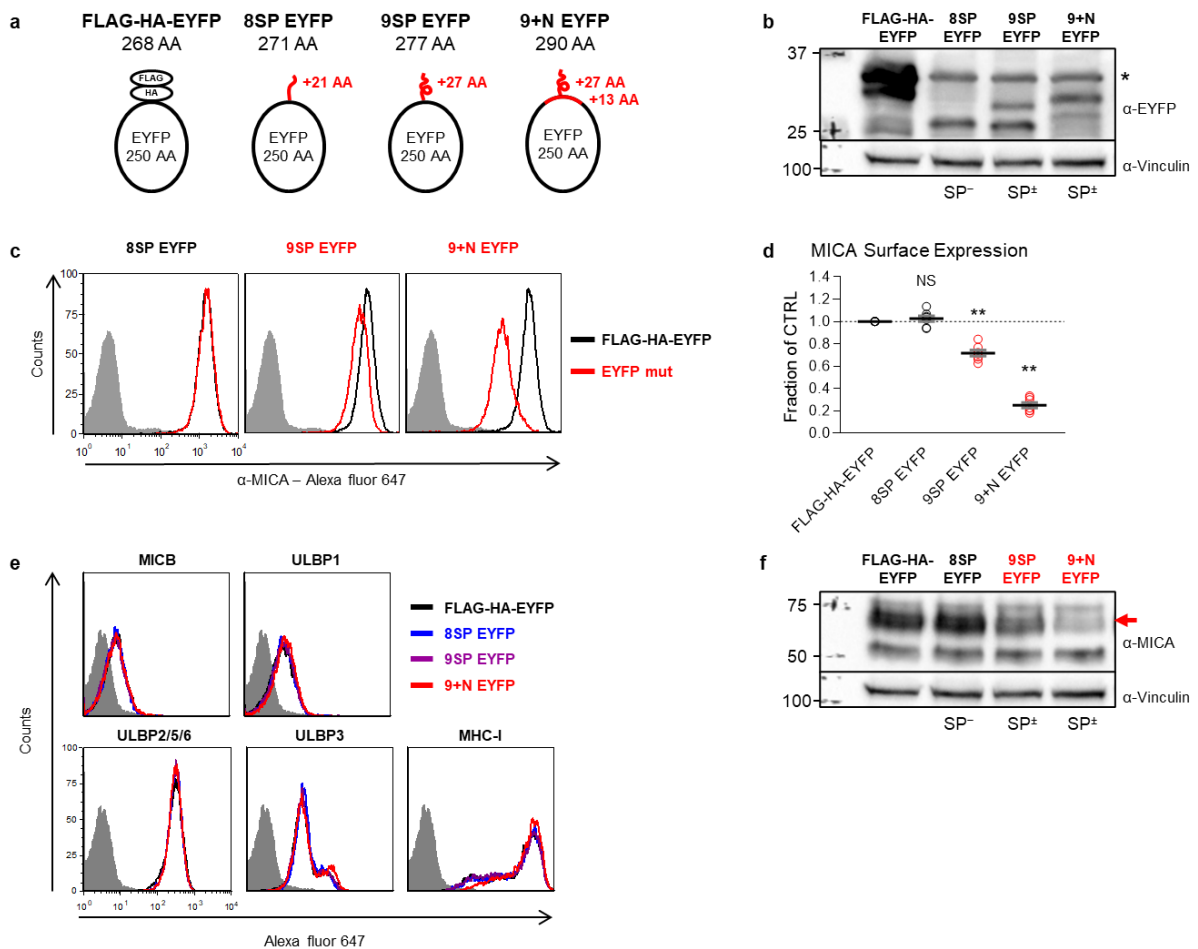 a
FLAG-HA-EYFP 8SP EYFP 9SP EYFP 9+N EYFP
268 AA 271 AA 277 AA 290 AA
FLAG
HA
+21 AA
+27 AA
+27 AA
+13 AA
EYFP EYFP EYFP EYFP
250 AA 250 AA 250 AA 250 AA
b
FLAG-HA- 8SP 9SP 9+N
EYFP EYFP EYFP EYFP
37
*
α-EYFP
25
100
α-Vinculin
SP⁻ SP± SP±
c
8SP EYFP 9SP EYFP 9+N EYFP
100
75
50
25
0
Counts
10⁰ 10¹ 10² 10³ 10⁴
α-MICA – Alexa fluor 647
FLAG-HA-EYFP
EYFP mut
d
MICA Surface Expression
Fraction of CTRL
1.4
1.2
1.0
0.8
0.6
0.4
0.2
0.0
NS
**
**
FLAG-HA-EYFP
8SP EYFP
9SP EYFP
9+N EYFP
e
MICB ULBP1
FLAG-HA-EYFP
8SP EYFP
9SP EYFP
9+N EYFP
Counts
ULBP2/5/6 ULBP3 MHC-I
100
75
50
25
0
10⁰ 10¹ 10² 10³ 10⁴
Alexa fluor 647
f
FLAG-HA- 8SP 9SP 9+N
EYFP EYFP EYFP EYFP
75
α-MICA
50
100
α-Vinculin
SP⁻ SP± SP±